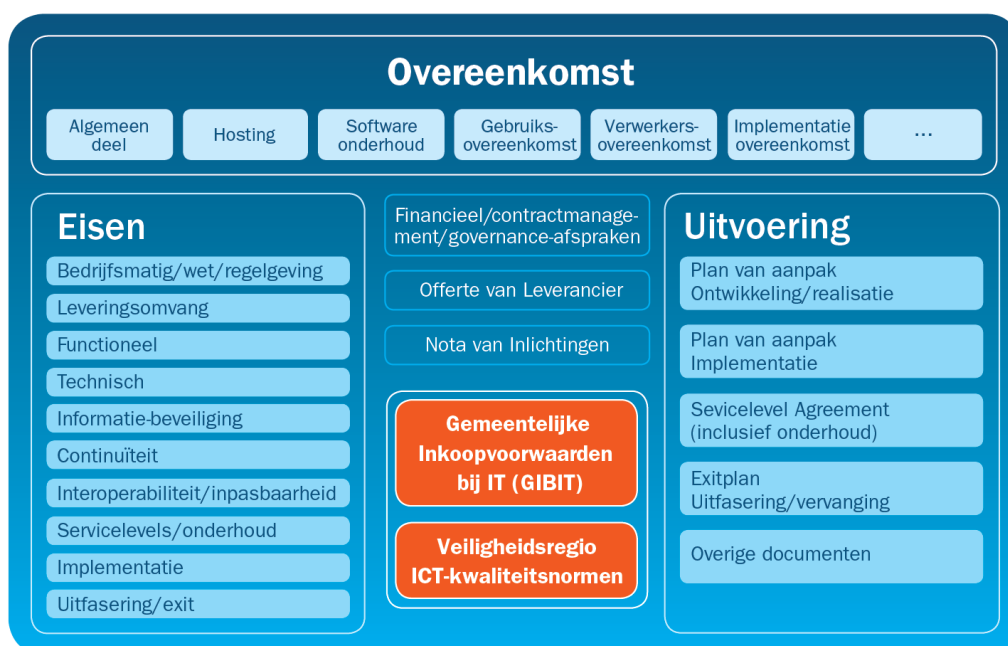 Overeenkomst
Algemeen
deel
Hosting
Software
onderhoud
Gebruiks-
overeenkomst
Verwerkers-
overeenkomst
Implementatie
overeenkomst
...
Eisen
Bedrijfsmatig/wet/regelgeving
Leveringsomvang
Functioneel
Technisch
Informatie-beveiliging
Continuïteit
Interoperabiliteit/inpasbaarheid
Servicelevels/onderhoud
Implementatie
Uitfasering/exit
Financieel/contractmanage-
ment/governance-afspraken
Offerte van Leverancier
Nota van Inlichtingen
Gemeentelijke
Inkoopvoorwaarden
bij IT (GIBIT)
Veiligheidsregio
ICT-kwaliteitsnormen
Uitvoering
Plan van aanpak
Ontwikkeling/realisatie
Plan van aanpak
Implementatie
Sevicelevel Agreement
(inclusief onderhoud)
Exitplan
Uitfasering/vervanging
Overige documenten